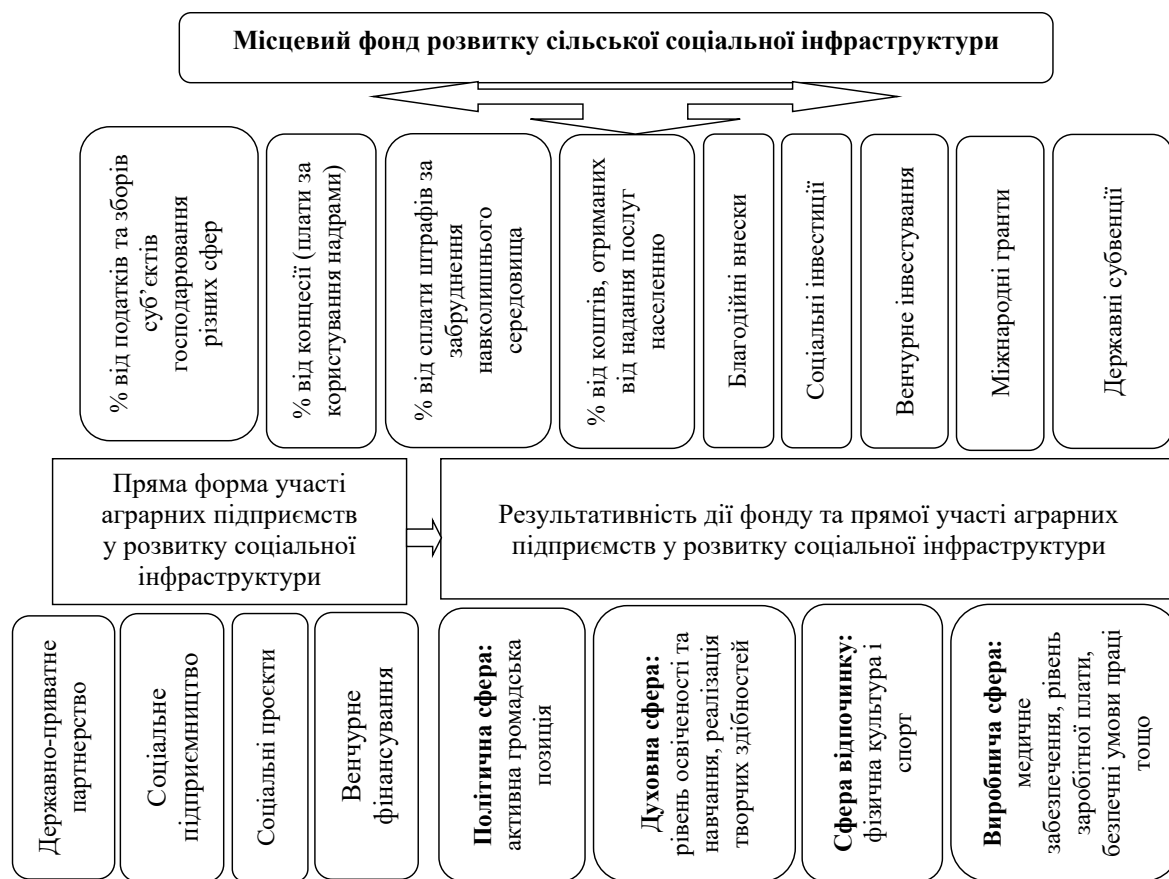 Місцевий фонд розвитку сільської соціальної інфраструктури
% від податків та зборів
суб’єктів
господарювання
різних сфер
% від концесії (плати за
користування надрами)
% від сплати штрафів за
забруднення
навколишнього
середовища
% від коштів, отриманих
від надання послуг
населенню
Благодійні внески
Соціальні інвестиції
Венчурне інвестування
Міжнародні гранти
Державні субвенції
Пряма форма участі
аграрних підприємств
у розвитку соціальної
інфраструктури
Результативність дії фонду та прямої участі аграрних
підприємств у розвитку соціальної інфраструктури
Державно-приватне
партнерство
Соціальне
підприємництво
Соціальні проєкти
Венчурне
фінансування
Політична сфера:
активна громадська
позиція
Духовна сфера:
рівень освіченості та
навчання, реалізація
творчих здібностей
Сфера відпочинку:
фізична культура і
спорт
Виробнича сфера:
медичне
забезпечення, рівень
заробітної плати,
безпечні умови праці
тощо